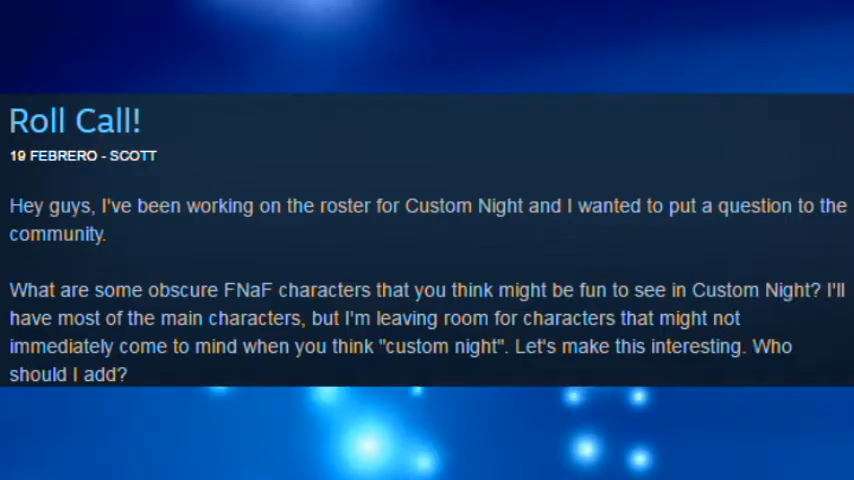 Roll Call!
19 FEBRERO - SCOTT
Hey guys, I've been working on the roster for Custom Night and I wanted to put a question to the
community.
What are some obscure FNaF characters that you think might be fun to see in Custom Night? I'll
have most of the main characters, but I'm leaving room for characters that might not
immediately come to mind when you think "custom night". Let's make this interesting. Who
should I add?